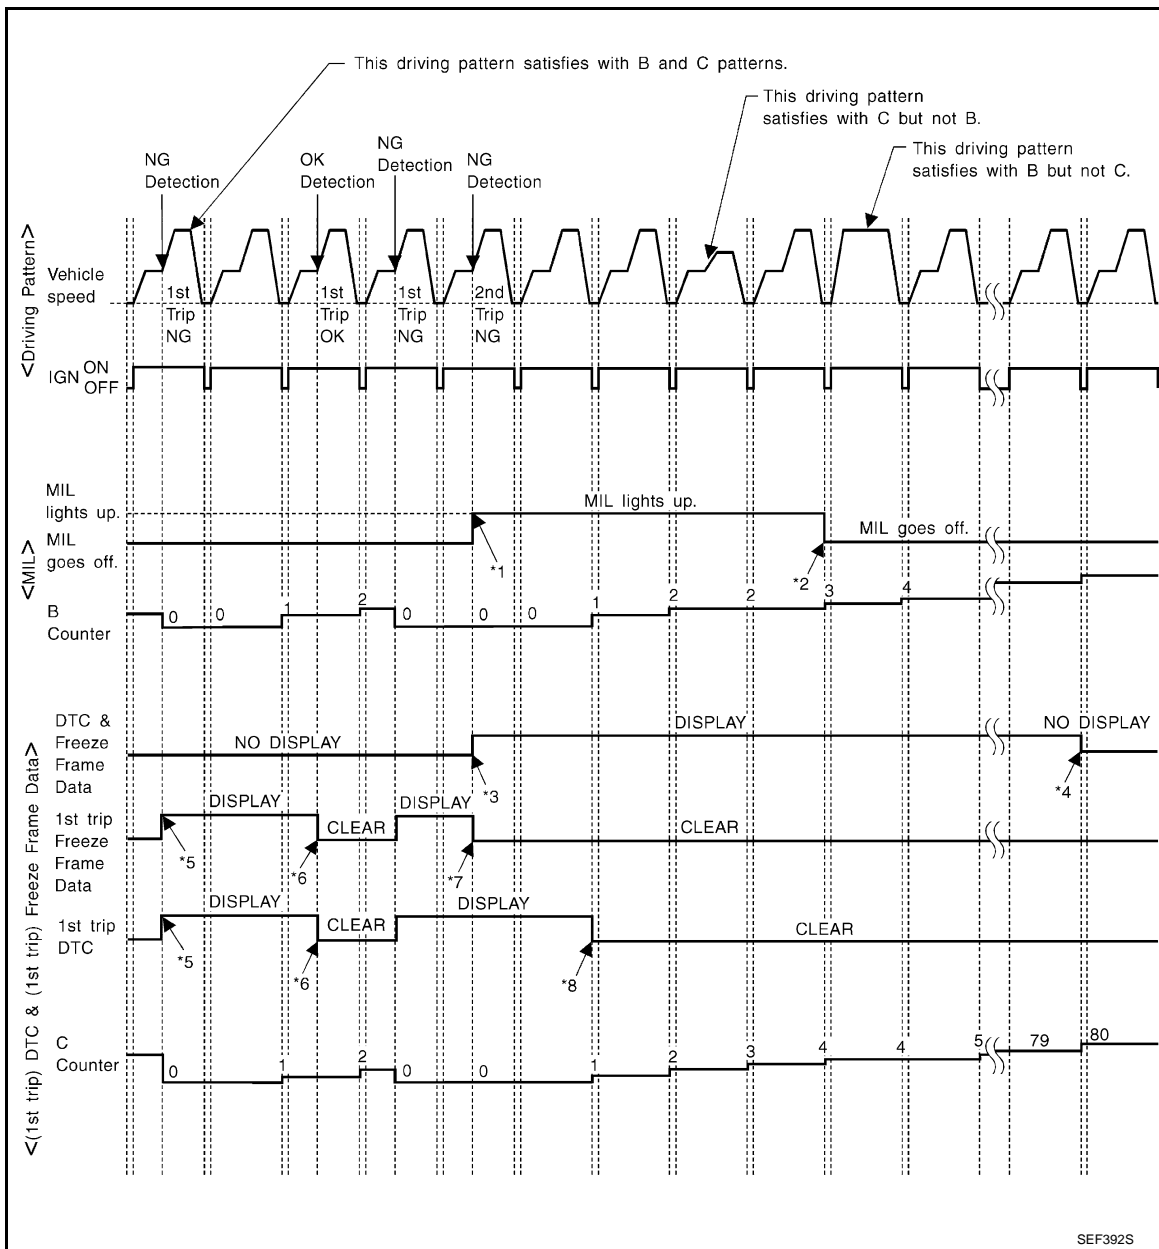 This driving pattern satisfies with B and C patterns.
This driving pattern
satisfies with C but not B.
This driving pattern
satisfies with B but not C.
NG
Detection
OK
Detection
NG
Detection
NG
Detection
<Driving Pattern>
Vehicle
speed
1st
Trip
NG
1st
Trip
OK
1st
Trip
NG
2nd
Trip
NG
IGN ON
OFF
<MIL>
MIL
lights up.
MIL lights up.
MIL
goes off.
MIL goes off.
*1
*2
B
Counter
0 0 1 2 0 0 0 1 2 2 3 4
<(1st trip) DTC & (1st trip) Freeze Frame Data>
DTC &
Freeze
Frame
Data
NO DISPLAY
DISPLAY
NO DISPLAY
*3
*4
1st trip
Freeze
Frame
Data
DISPLAY
CLEAR
DISPLAY
CLEAR
*5
*6
*7
1st trip
DTC
DISPLAY
CLEAR
DISPLAY
CLEAR
*5
*6
*8
C
Counter
0 1 2 0 0 1 2 3 4 4 5 79 80
SEF392S